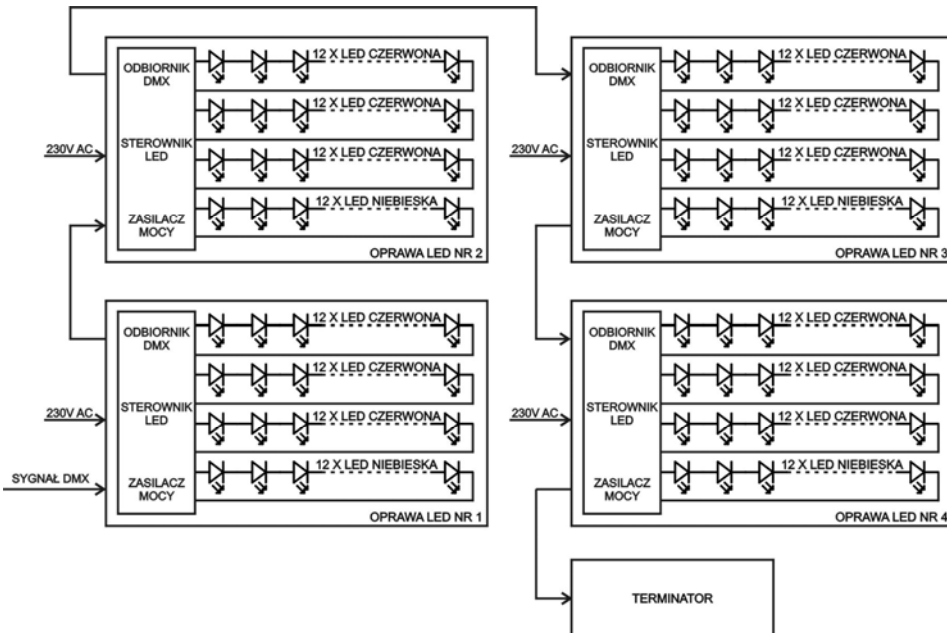 12 X LED CZERWONA
ODBIORNIK
DMX
12 X LED CZERWONA
230V AC
STEROWNIK
LED
12 X LED CZERWONA
12 X LED NIEBIESKA
ZASILACZ
MOCY
OPRAWA LED NR 2
12 X LED CZERWONA
ODBIORNIK
DMX
12 X LED CZERWONA
230V AC
STEROWNIK
LED
12 X LED CZERWONA
12 X LED NIEBIESKA
ZASILACZ
MOCY
OPRAWA LED NR 3
12 X LED CZERWONA
ODBIORNIK
DMX
12 X LED CZERWONA
230V AC
STEROWNIK
LED
12 X LED CZERWONA
SYGNAŁ DMX
12 X LED NIEBIESKA
ZASILACZ
MOCY
OPRAWA LED NR 1
12 X LED CZERWONA
ODBIORNIK
DMX
12 X LED CZERWONA
230V AC
STEROWNIK
LED
12 X LED CZERWONA
12 X LED NIEBIESKA
ZASILACZ
MOCY
OPRAWA LED NR 4
TERMINATOR